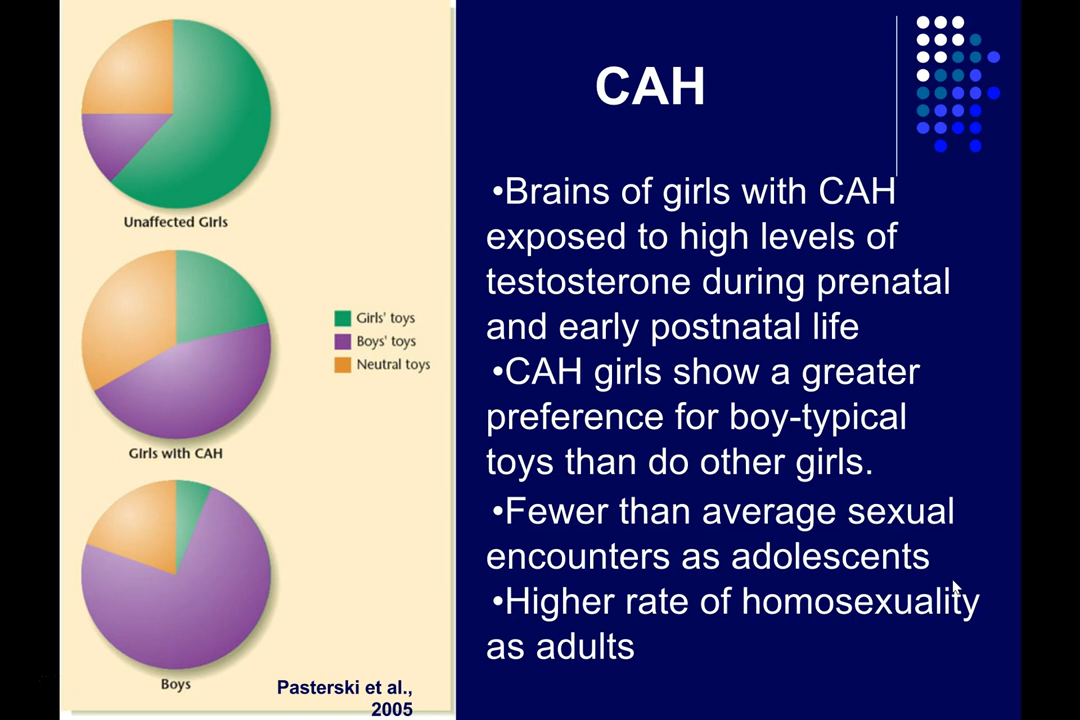 Unaffected Girls
Girls' toys
Boys' toys
Neutral toys
Girls with CAH
Boys
Pasterski et al.,
2005
CAH
•Brains of girls with CAH
exposed to high levels of
testosterone during prenatal
and early postnatal life
•CAH girls show a greater
preference for boy-typical
toys than do other girls.
•Fewer than average sexual
encounters as adolescents
•Higher rate of homosexuality
as adults